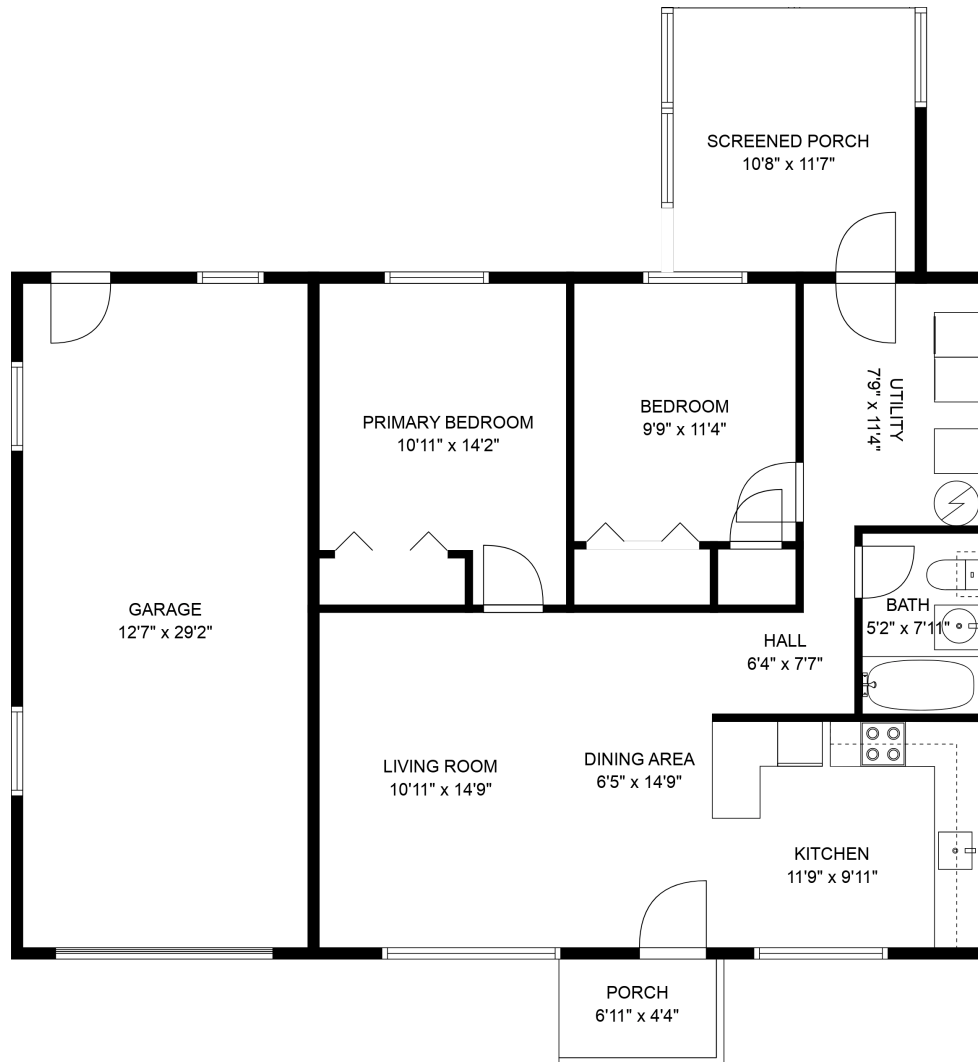 SCREENED PORCH
10'8" x 11'7"
PRIMARY BEDROOM
10'11" x 14'2"
BEDROOM
9'9" x 11'4"
UTILITY
7'9" x 11'4"
GARAGE
12'7" x 29'2"
HALL
6'4" x 7'7"
BATH
5'2" x 7'11"
LIVING ROOM
10'11" x 14'9"
DINING AREA
6'5" x 14'9"
KITCHEN
11'9" x 9'11"
PORCH
6'11" x 4'4"